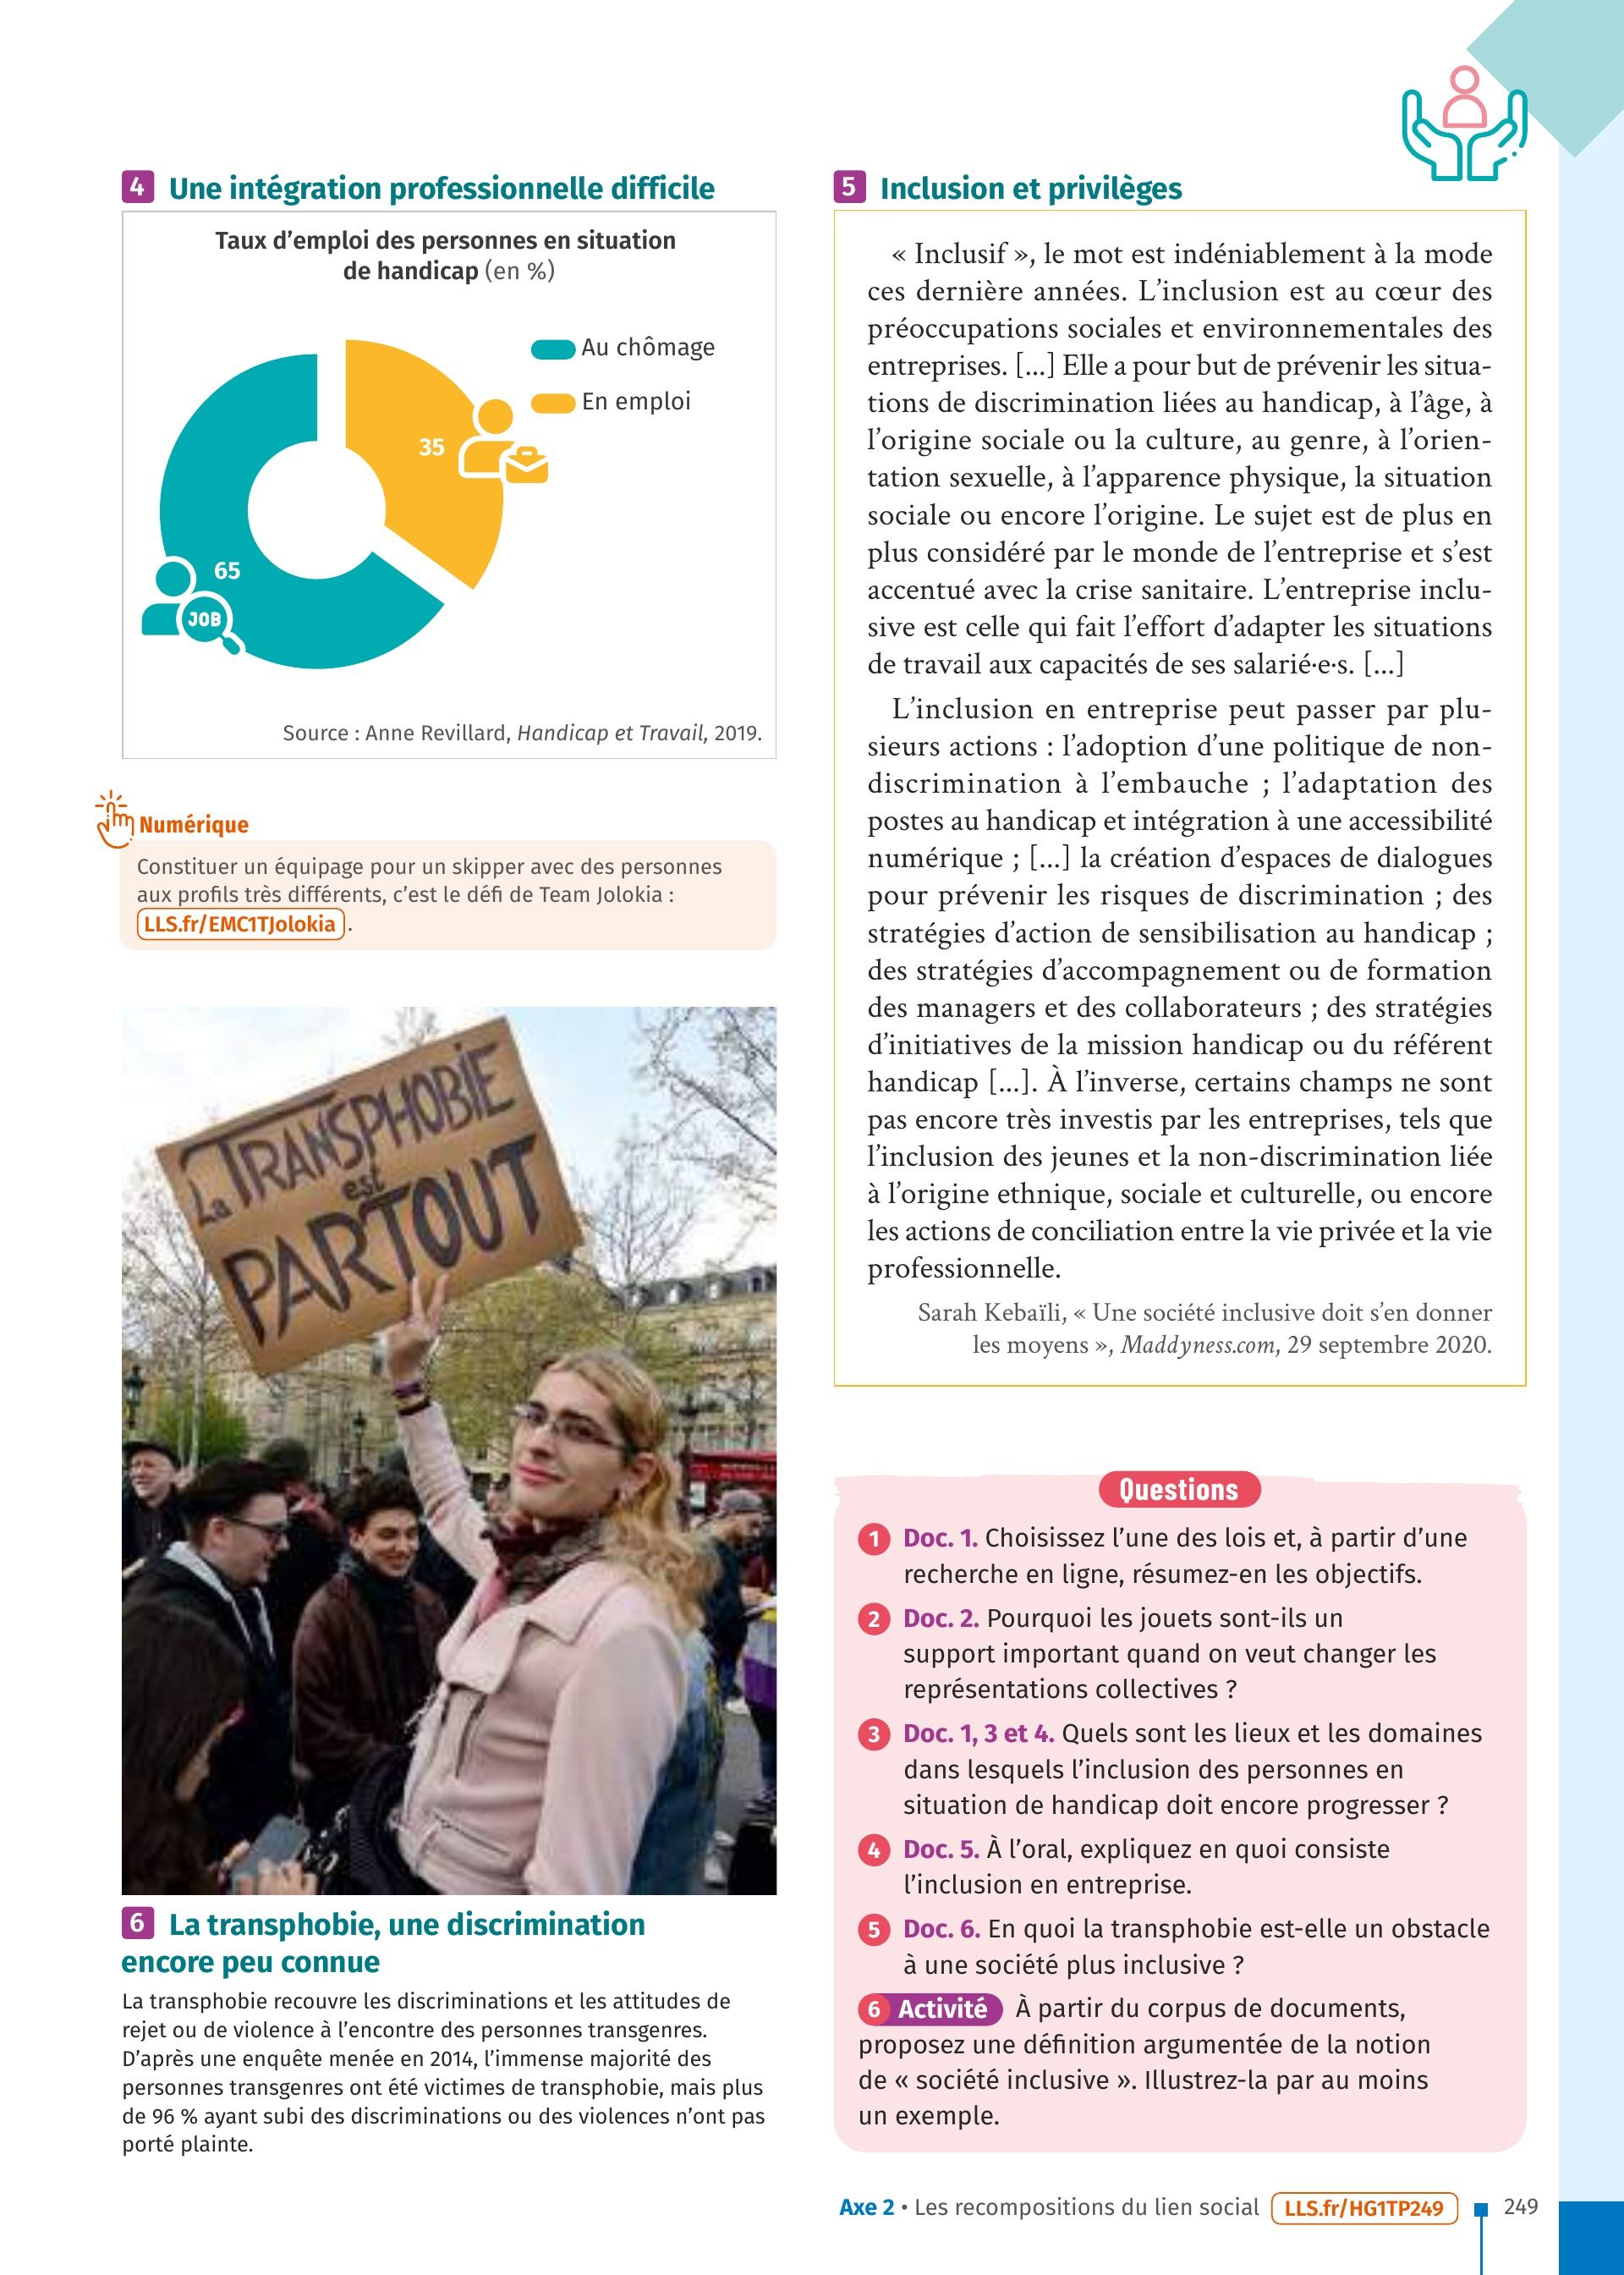 4 Une intégration professionnelle difficile
Taux d’emploi des personnes en situation
de handicap (en %)
Au chômage
En emploi
35
65
JOB
Source : Anne Revillard, Handicap et Travail, 2019.
Numérique
Constituer un équipage pour un skipper avec des personnes
aux profils très différents, c’est le défi de Team Jolokia :
LLS.fr/EMC1TJolokia .
La TRANSPHOBIE
est
PARTOUT
6 La transphobie, une discrimination
encore peu connue
La transphobie recouvre les discriminations et les attitudes de
rejet ou de violence à l’encontre des personnes transgenres.
D’après une enquête menée en 2014, l’immense majorité des
personnes transgenres ont été victimes de transphobie, mais plus
de 96 % ayant subi des discriminations ou des violences n’ont pas
porté plainte.
5 Inclusion et privilèges
« Inclusif », le mot est indéniablement à la mode
ces dernière années. L’inclusion est au cœur des
préoccupations sociales et environnementales des
entreprises. [...] Elle a pour but de prévenir les situa-
tions de discrimination liées au handicap, à l’âge, à
l’origine sociale ou la culture, au genre, à l’orien-
tation sexuelle, à l’apparence physique, la situation
sociale ou encore l’origine. Le sujet est de plus en
plus considéré par le monde de l’entreprise et s’est
accentué avec la crise sanitaire. L’entreprise inclu-
sive est celle qui fait l’effort d’adapter les situations
de travail aux capacités de ses salarié·e·s. [...]
L’inclusion en entreprise peut passer par plu-
sieurs actions : l’adoption d’une politique de non-
discrimination à l’embauche ; l’adaptation des
postes au handicap et intégration à une accessibilité
numérique ; [...] la création d’espaces de dialogues
pour prévenir les risques de discrimination ; des
stratégies d’action de sensibilisation au handicap ;
des stratégies d’accompagnement ou de formation
des managers et des collaborateurs ; des stratégies
d’initiatives de la mission handicap ou du référent
handicap [...]. À l’inverse, certains champs ne sont
pas encore très investis par les entreprises, tels que
l’inclusion des jeunes et la non-discrimination liée
à l’origine ethnique, sociale et culturelle, ou encore
les actions de conciliation entre la vie privée et la vie
professionnelle.
Sarah Kebaïli, « Une société inclusive doit s’en donner
les moyens », Maddyness.com, 29 septembre 2020.
Questions
1 Doc. 1. Choisissez l’une des lois et, à partir d’une
recherche en ligne, résumez-en les objectifs.
2 Doc. 2. Pourquoi les jouets sont-ils un
support important quand on veut changer les
représentations collectives ?
3 Doc. 1, 3 et 4. Quels sont les lieux et les domaines
dans lesquels l’inclusion des personnes en
situation de handicap doit encore progresser ?
4 Doc. 5. À l’oral, expliquez en quoi consiste
l’inclusion en entreprise.
5 Doc. 6. En quoi la transphobie est-elle un obstacle
à une société plus inclusive ?
6 Activité À partir du corpus de documents,
proposez une définition argumentée de la notion
de « société inclusive ». Illustrez-la par au moins
un exemple.
Axe 2 • Les recompositions du lien social LLS.fr/HG1TP249 249